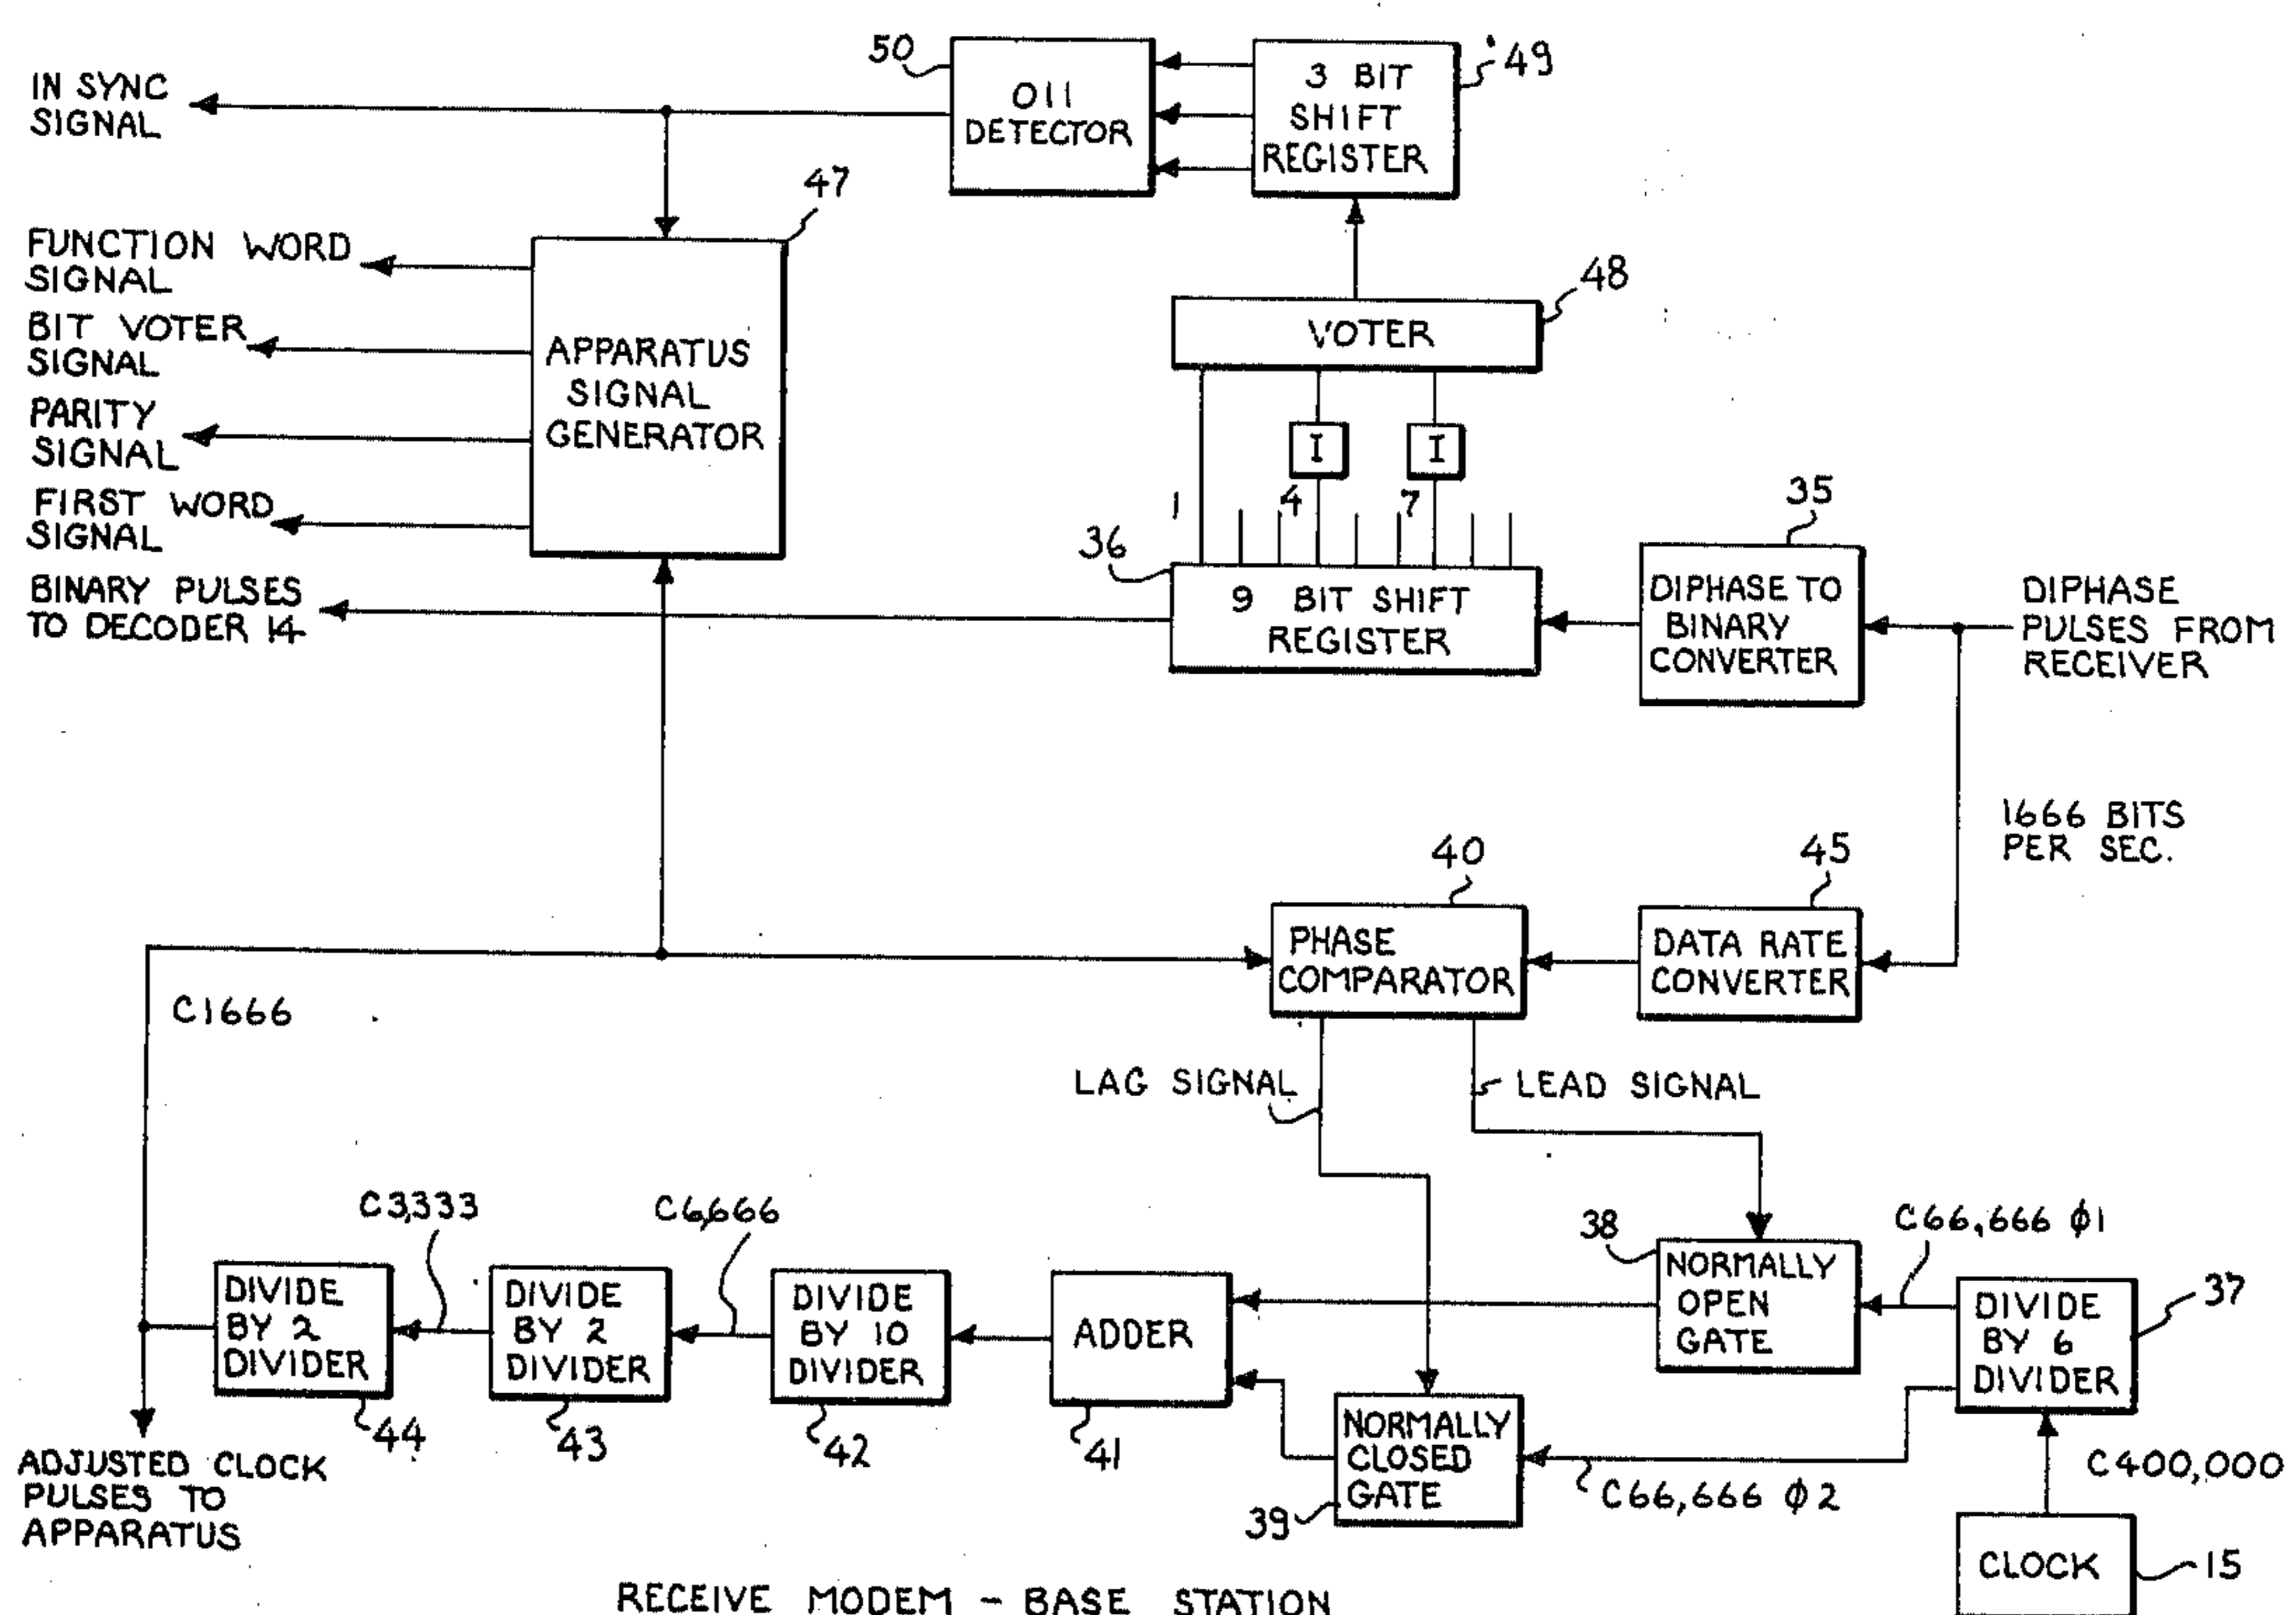 50
49
IN SYNC
SIGNAL
011
DETECTOR
3 BIT
SHIFT
REGISTER
47
FUNCTION WORD
SIGNAL
BIT VOTER
SIGNAL
PARITY
SIGNAL
FIRST WORD
SIGNAL
BINARY PULSES
TO DECODER 14
APPARATUS
SIGNAL
GENERATOR
48
VOTER
I
I
1
4
7
36
9 BIT SHIFT
REGISTER
35
DIPHASE TO
BINARY
CONVERTER
DIPHASE
PULSES FROM
RECEIVER
1666 BITS
PER SEC.
40
PHASE
COMPARATOR
45
DATA RATE
CONVERTER
C1666
LAG SIGNAL
LEAD SIGNAL
C3,333
C6,666
38
C66,666 φ1
NORMALLY
OPEN
GATE
37
DIVIDE
BY 6
DIVIDER
DIVIDE
BY 2
DIVIDER
44
DIVIDE
BY 2
DIVIDER
43
DIVIDE
BY 10
DIVIDER
42
ADDER
41
NORMALLY
CLOSED
GATE
39
C66,666 φ2
C400,000
CLOCK
15
ADJUSTED CLOCK
PULSES TO
APPARATUS
RECEIVE MODEM - BASE STATION